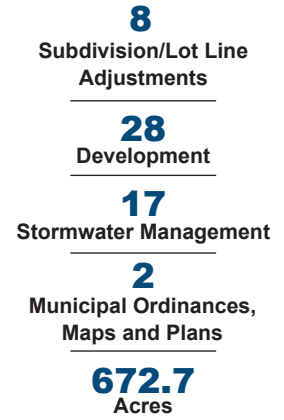 8
Subdivision/Lot Line
Adjustments
28
Development
17
Stormwater Management
2
Municipal Ordinances,
Maps and Plans
672.7
Acres